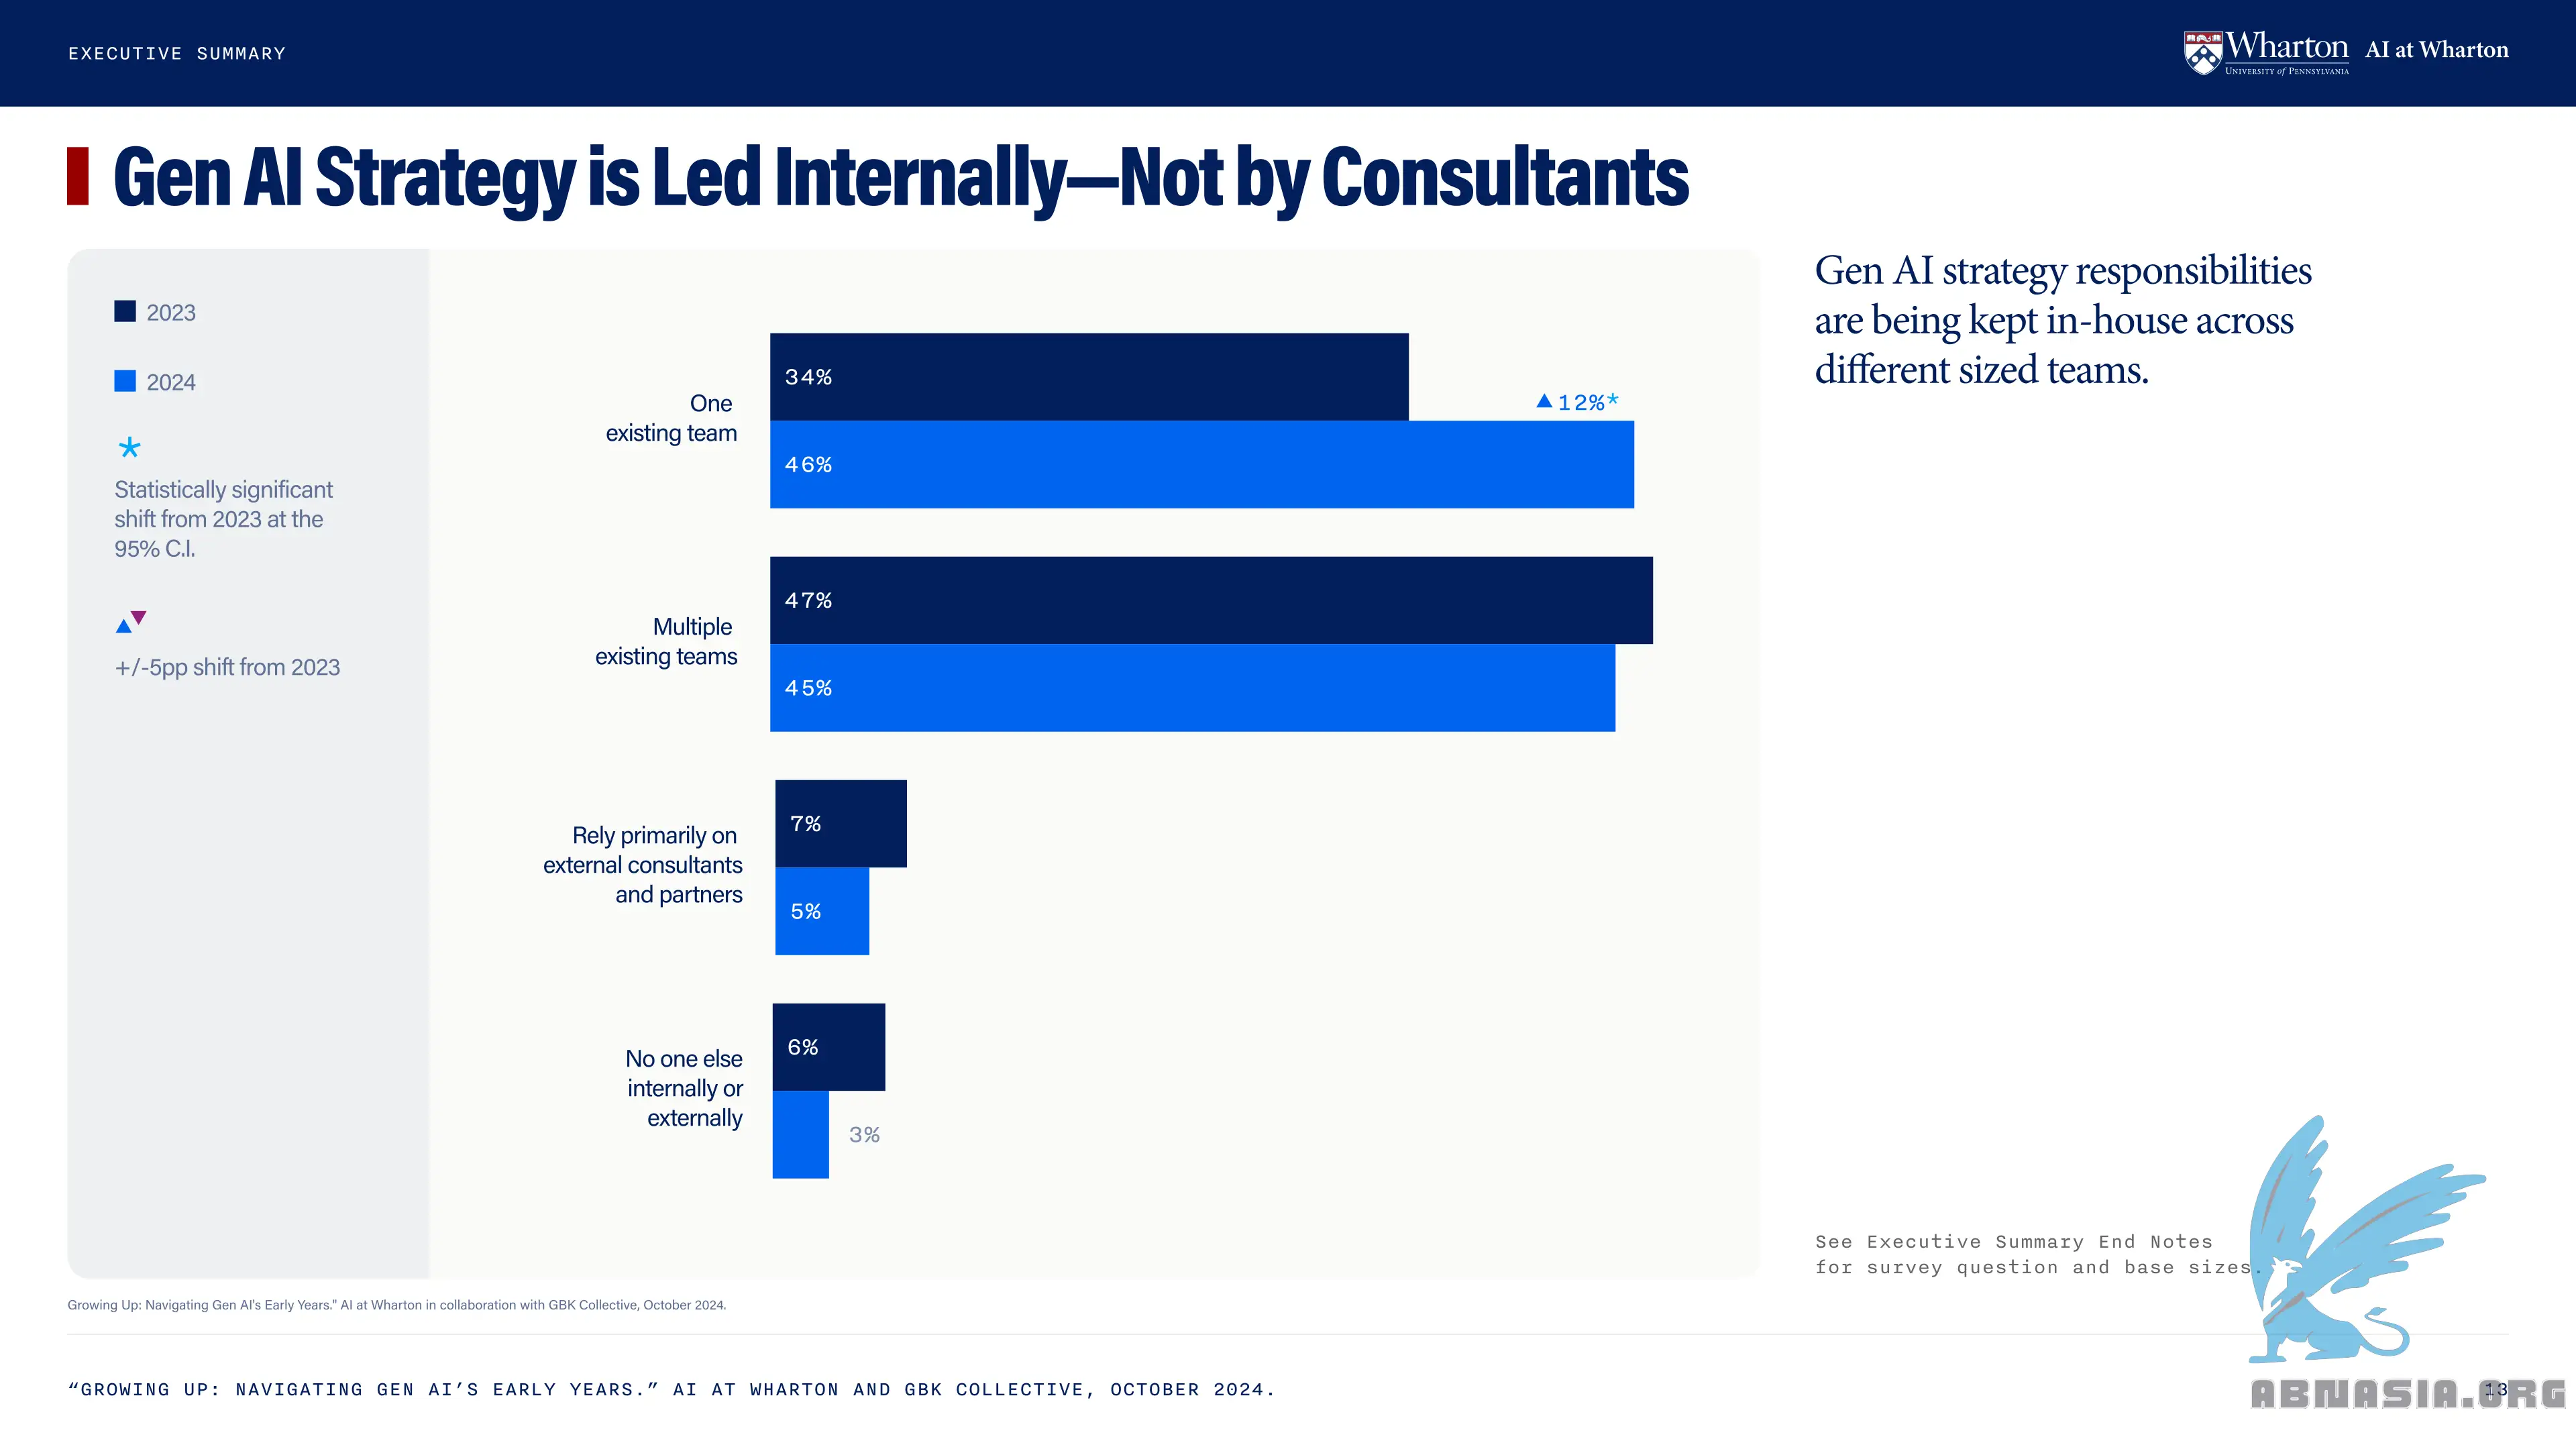 EXECUTIVE SUMMARY
Wharton
UNIVERSITY of PENNSYLVANIA
AI at Wharton
Gen AI Strategy is Led Internally—Not by Consultants
2023
2024
*
Statistically significant
shift from 2023 at the
95% C.I.
▲▼
+/-5pp shift from 2023
One
existing team
34%
▲12%*
46%
Multiple
existing teams
47%
45%
Rely primarily on
external consultants
and partners
7%
5%
No one else
internally or
externally
6%
3%
Gen AI strategy responsibilities
are being kept in-house across
different sized teams.
See Executive Summary End Notes
for survey question and base sizes.
Growing Up: Navigating Gen AI's Early Years." AI at Wharton in collaboration with GBK Collective, October 2024.
“GROWING UP: NAVIGATING GEN AI’S EARLY YEARS.” AI AT WHARTON AND GBK COLLECTIVE, OCTOBER 2024.
13
ABNASIA.ORG